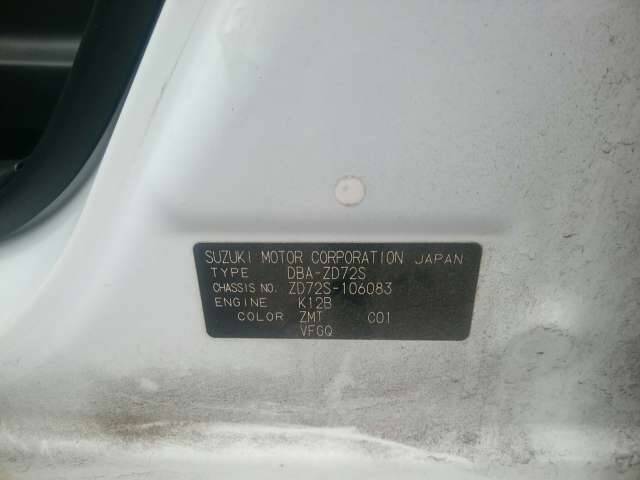 SUZUKI MOTOR CORPORATION JAPAN
TYPE DBA-ZD72S
CHASSIS NO. ZD72S-106083
ENGINE K12B
COLOR ZMT C01
VFGQ